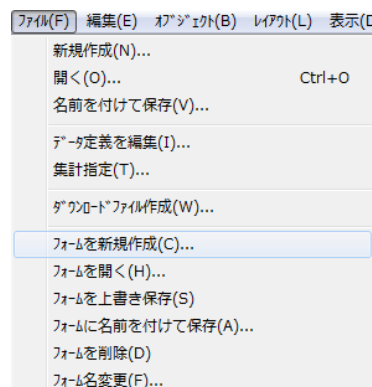 ﾌｧｲﾙ(F) 編集(E) ｵﾌﾞｼﾞｪｸﾄ(B) ﾚｲｱｳﾄ(L) 表示(D
新規作成(N)...
開く(O)... Ctrl+O
名前を付けて保存(V)...
ﾃﾞｰﾀ定義を編集(I)...
集計指定(T)...
ﾀﾞｳﾝﾛｰﾄﾞﾌｧｲﾙ作成(W)...
ﾌｫｰﾑを新規作成(C)...
ﾌｫｰﾑを開く(H)...
ﾌｫｰﾑを上書き保存(S)
ﾌｫｰﾑに名前を付けて保存(A)...
ﾌｫｰﾑを削除(D)
ﾌｫｰﾑ名変更(F)...